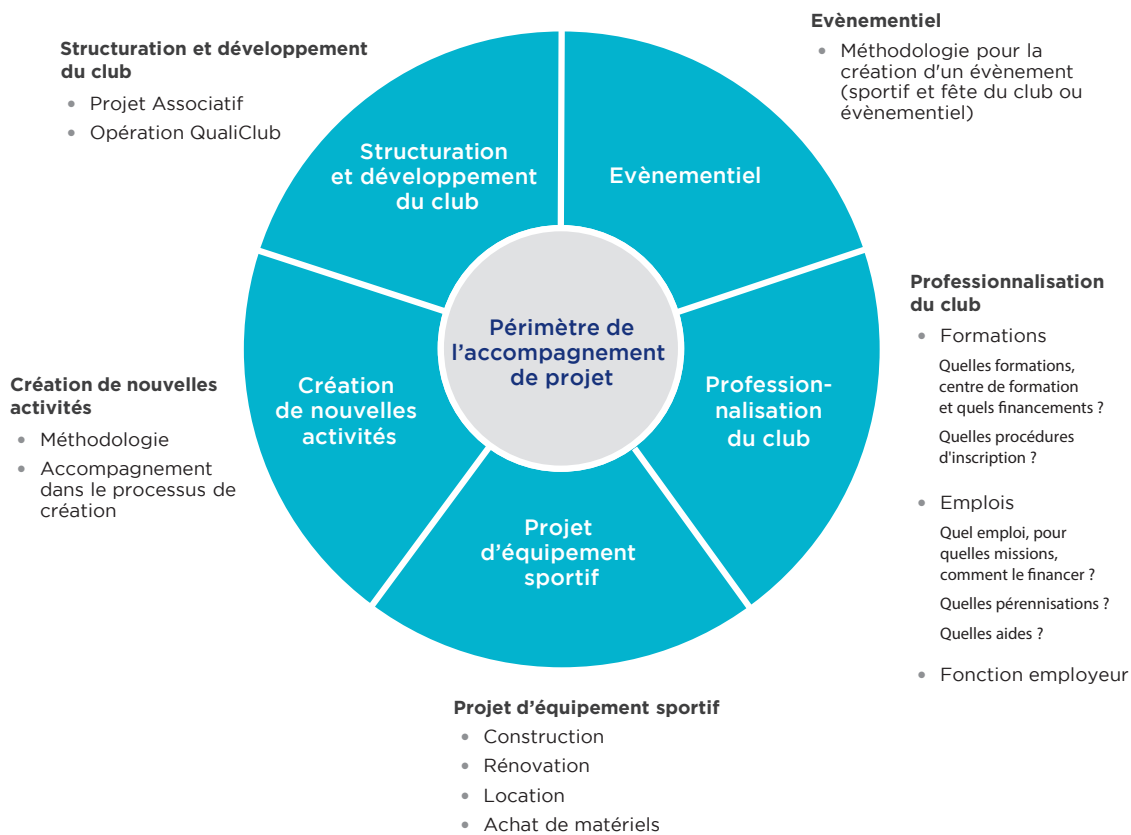 Structuration et développement
du club
• Projet Associatif
• Opération QualiClub
Evènementiel
• Méthodologie pour la
création d'un évènement
(sportif et fête du club ou
évènementiel)
Structuration
et développement
du club
Evènementiel
Périmètre de
l’accompagnement
de projet
Création
de nouvelles
activités
Profession-
nalisation
du club
Projet
d’équipement
sportif
Création de nouvelles
activités
• Méthodologie
• Accompagnement
dans le processus de
création
Professionnalisation
du club
• Formations
Quelles formations,
centre de formation
et quels financements ?
Quelles procédures
d'inscription ?
• Emplois
Quel emploi, pour
quelles missions,
comment le financer ?
Quelles pérennisations ?
Quelles aides ?
• Fonction employeur
Projet d’équipement sportif
• Construction
• Rénovation
• Location
• Achat de matériels